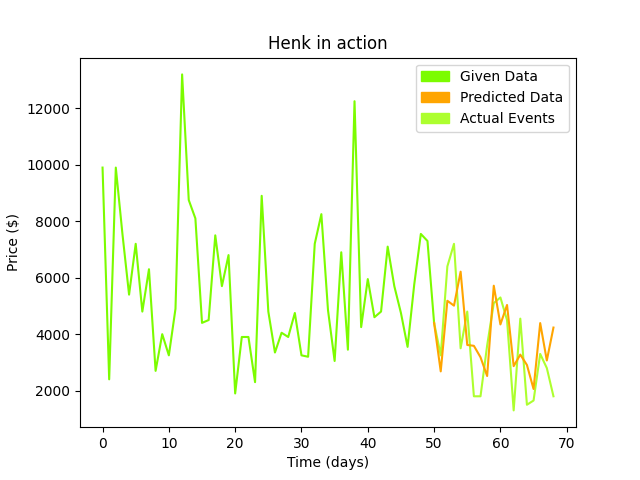 Henk in action
Given Data
Predicted Data
Actual Events
Price ($)
12000
10000
8000
6000
4000
2000
0 10 20 30 40 50 60 70
Time (days)